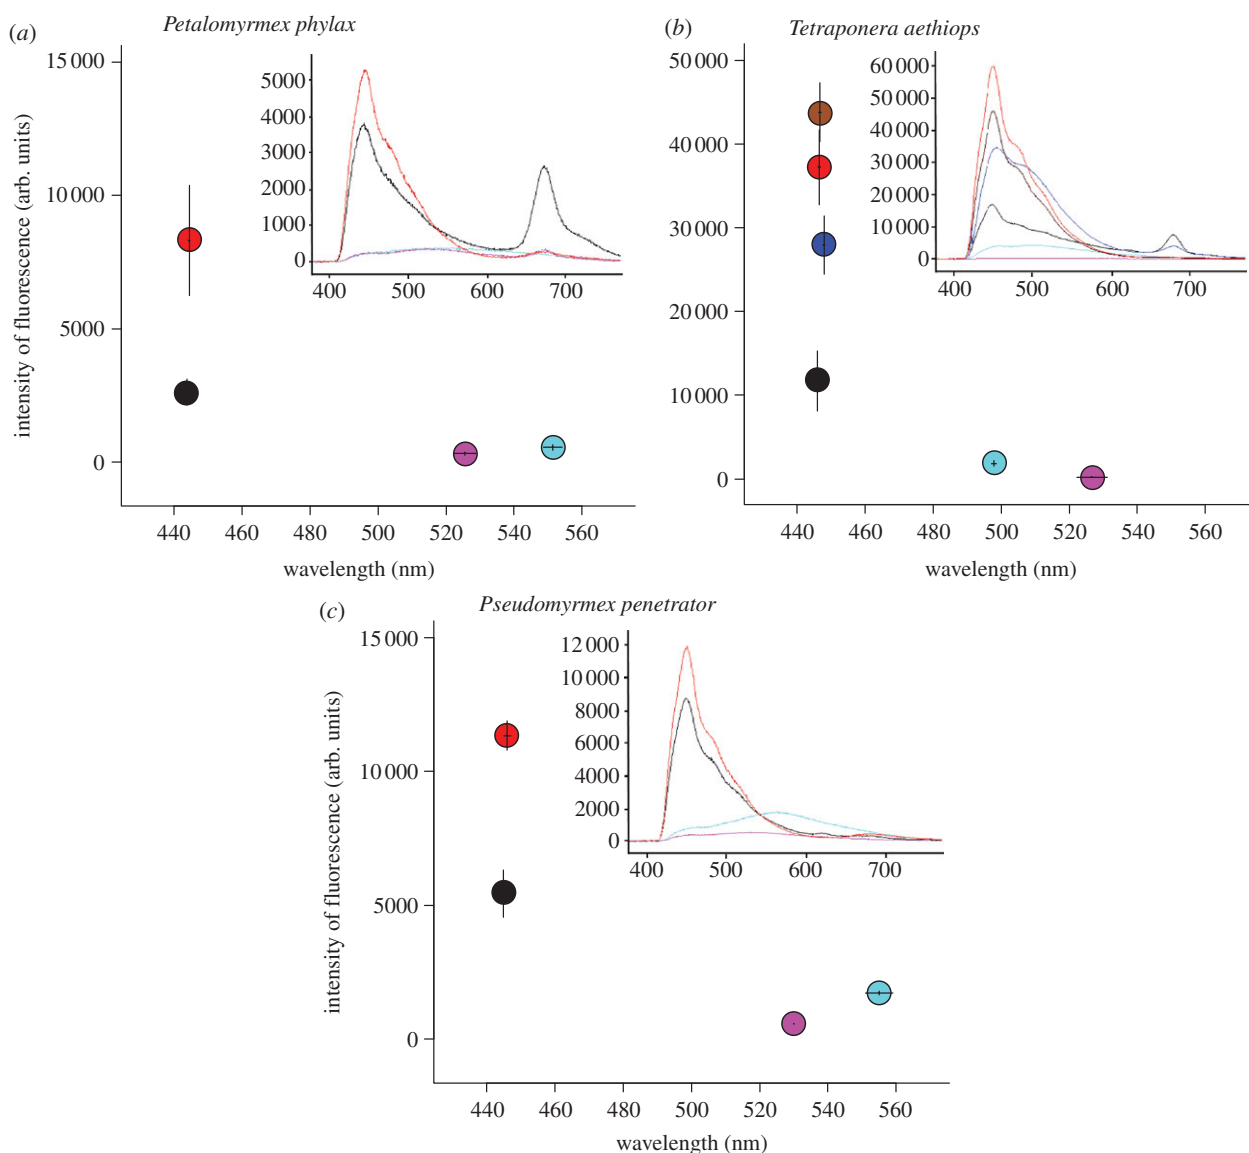 (a)
Petalomyrmex phylax
15 000
10 000
5000
0
intensity of fluorescence (arb. units)
5000
4000
3000
2000
1000
0
400 500 600 700
440 460 480 500 520 540 560
wavelength (nm)
(b)
Tetraponera aethiops
50 000
40 000
30 000
20 000
10 000
0
60 000
50 000
40 000
30 000
20 000
10 000
0
400 500 600 700
440 460 480 500 520 540 560
wavelength (nm)
(c)
Pseudomyrmex penetrator
15 000
10 000
5000
0
intensity of fluorescence (arb. units)
12 000
10 000
8000
6000
4000
2000
0
400 500 600 700
440 460 480 500 520 540 560
wavelength (nm)